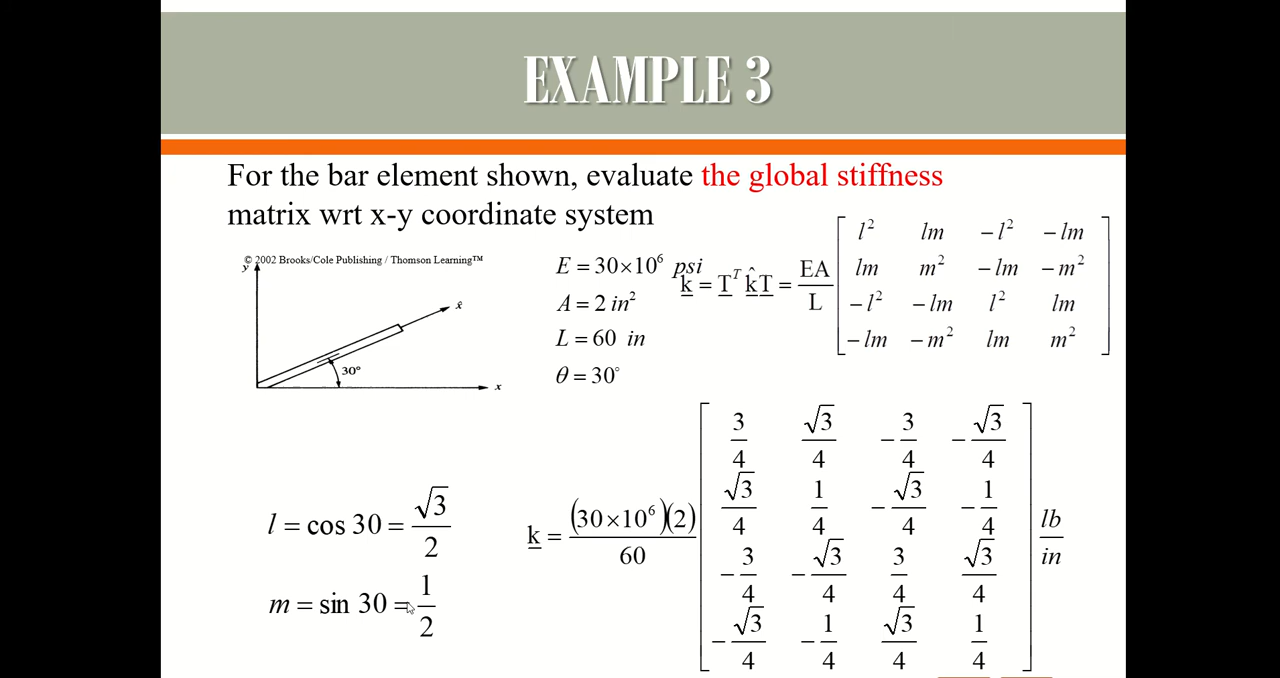 EXAMPLE 3
For the bar element shown, evaluate the global stiffness
matrix wrt x-y coordinate system
© 2002 Brooks/Cole Publishing / Thomson Learning™
y
x̂
30°
x
E = 30×10⁶ psi
A = 2 in²
L = 60 in
θ = 30°
k = Tᵀ k̂ T = EA/L
l² lm −l² −lm
lm m² −lm −m²
−l² −lm l² lm
−lm −m² lm m²
l = cos 30 = √3/2
m = sin 30 = 1/2
k = (30×10⁶)(2)/60
3/4 √3/4 −3/4 −√3/4
√3/4 1/4 −√3/4 −1/4
−3/4 −√3/4 3/4 √3/4
−√3/4 −1/4 √3/4 1/4
lb/in